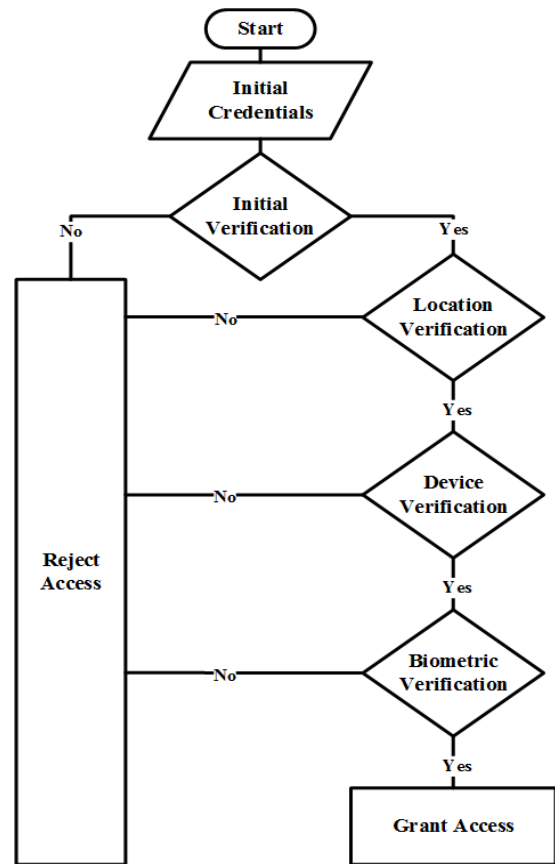 Start
Initial
Credentials
Initial
Verification
No
Yes
Location
Verification
No
Yes
Device
Verification
No
Yes
Reject
Access
Biometric
Verification
No
Yes
Grant Access